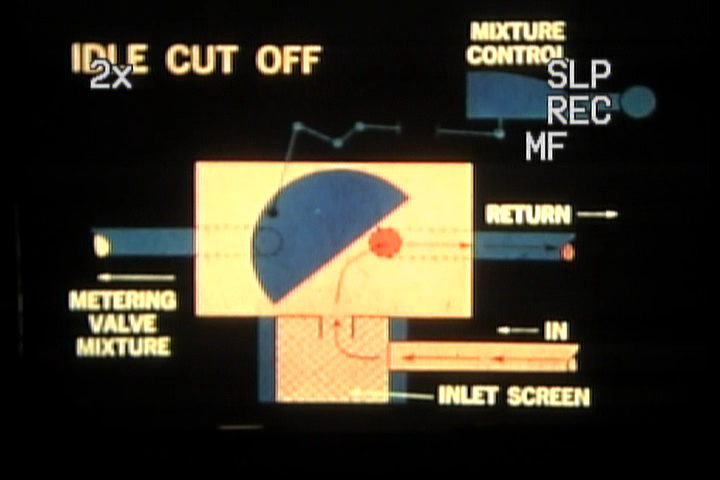 IDLE CUT OFF
2x
MIXTURE
CONTROL
SLP
REC
MF
RETURN
METERING
VALVE
MIXTURE
IN
INLET SCREEN